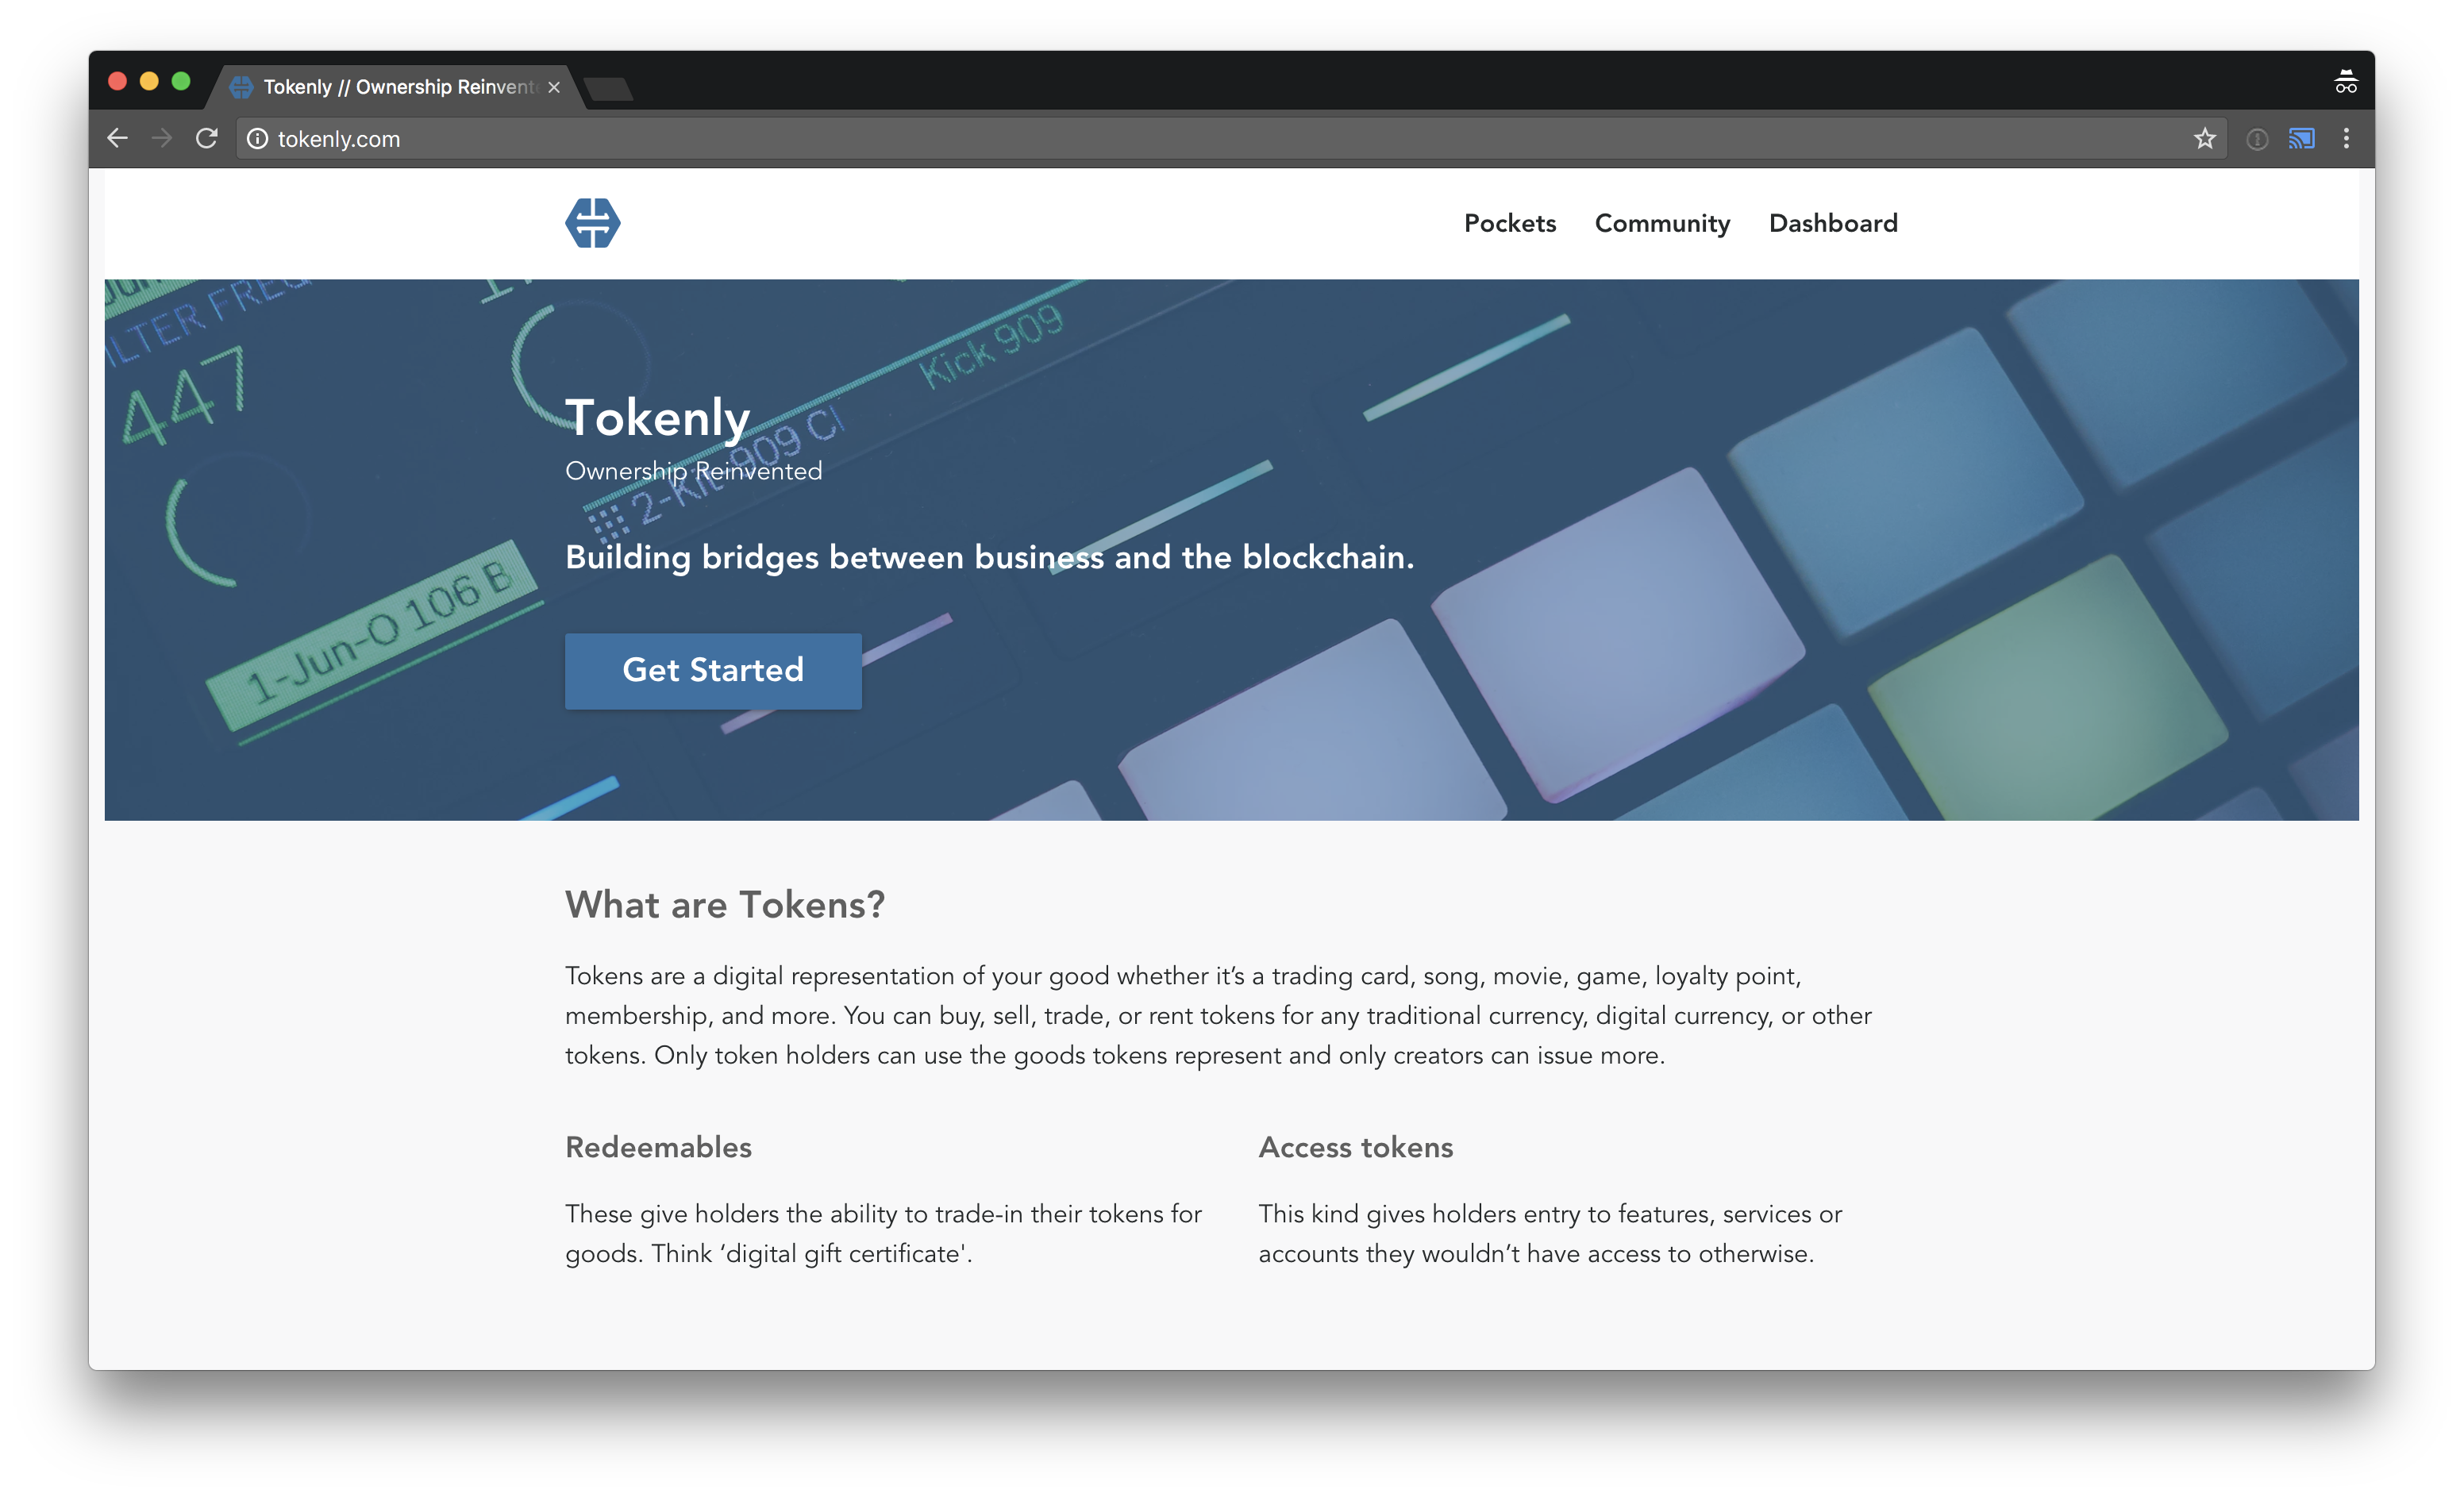 Tokenly // Ownership Reinvent
tokenly.com
Pockets Community Dashboard
447
Kick 909
Tokenly
2-Kit-909 Cl
Ownership Reinvented
Building bridges between business and the blockchain.
1-Jun-O 106 B
Get Started
What are Tokens?
Tokens are a digital representation of your good whether it’s a trading card, song, movie, game, loyalty point,
membership, and more. You can buy, sell, trade, or rent tokens for any traditional currency, digital currency, or other
tokens. Only token holders can use the goods tokens represent and only creators can issue more.
Redeemables
These give holders the ability to trade-in their tokens for
goods. Think ‘digital gift certificate'.
Access tokens
This kind gives holders entry to features, services or
accounts they wouldn’t have access to otherwise.